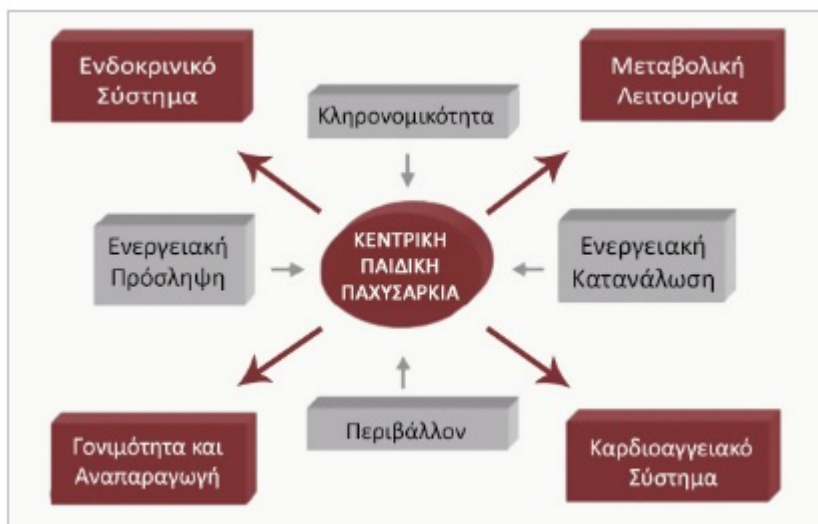 Ενδοκρινικό
Σύστημα
Μεταβολική
Λειτουργία
Κληρονομικότητα
Ενεργειακή
Πρόσληψη
ΚΕΝΤΡΙΚΗ
ΠΑΙΔΙΚΗ
ΠΑΧΥΣΑΡΚΙΑ
Ενεργειακή
Κατανάλωση
Γονιμότητα και
Αναπαραγωγή
Περιβάλλον
Καρδιοαγγειακό
Σύστημα